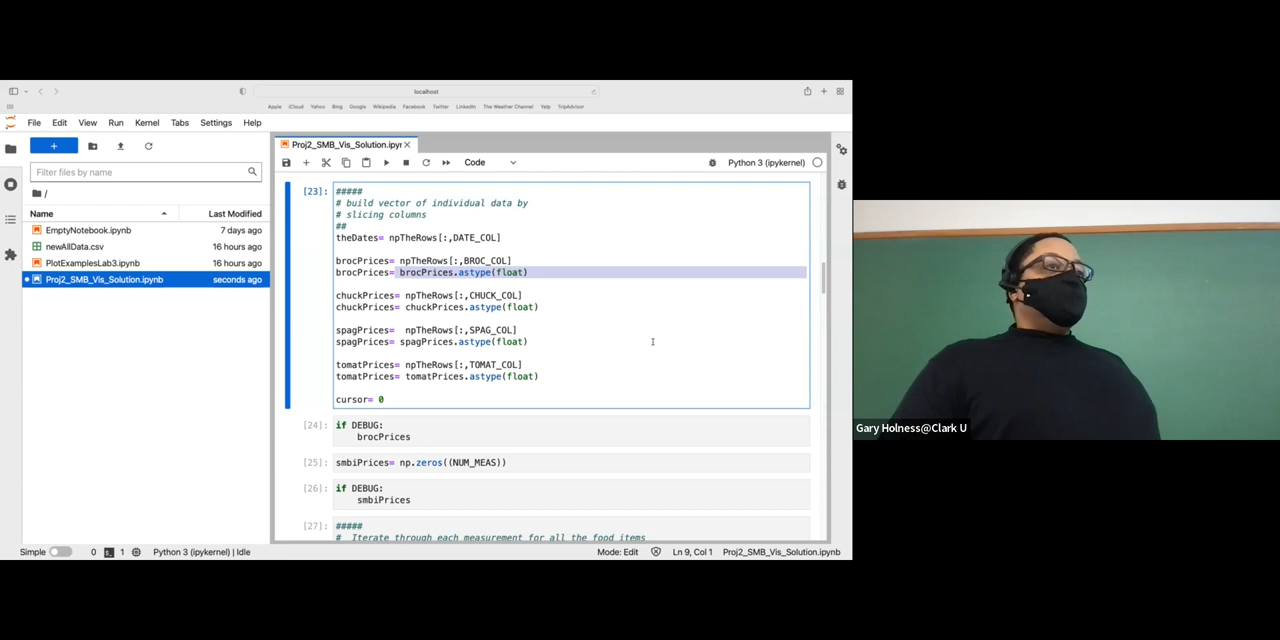 localhost
Apple iCloud Yahoo Bing Google Wikipedia Facebook Twitter LinkedIn The Weather Channel Yelp TripAdvisor
File Edit View Run Kernel Tabs Settings Help
Proj2_SMB_Vis_Solution.ipyr
Code
Python 3 (ipykernel)
Filter files by name
/
Name Last Modified
EmptyNotebook.ipynb 7 days ago
newAllData.csv 16 hours ago
PlotExamplesLab3.ipynb 16 hours ago
Proj2_SMB_Vis_Solution.ipynb seconds ago
[23]: #####
# build vector of individual data by
# slicing columns
##
theDates= npTheRows[:,DATE_COL]
brocPrices= npTheRows[:,BROC_COL]
brocPrices= brocPrices.astype(float)
chuckPrices= npTheRows[:,CHUCK_COL]
chuckPrices= chuckPrices.astype(float)
spagPrices= npTheRows[:,SPAG_COL]
spagPrices= spagPrices.astype(float)
tomatPrices= npTheRows[:,TOMAT_COL]
tomatPrices= tomatPrices.astype(float)
cursor= 0
[24]: if DEBUG:
brocPrices
[25]: smbiPrices= np.zeros((NUM_MEAS))
[26]: if DEBUG:
smbiPrices
[27]: #####
# Iterate through each measurement for all the food items
Simple 0 1 Python 3 (ipykernel) | Idle Mode: Edit Ln 9, Col 1 Proj2_SMB_Vis_Solution.ipynb
Gary Holness@Clark U